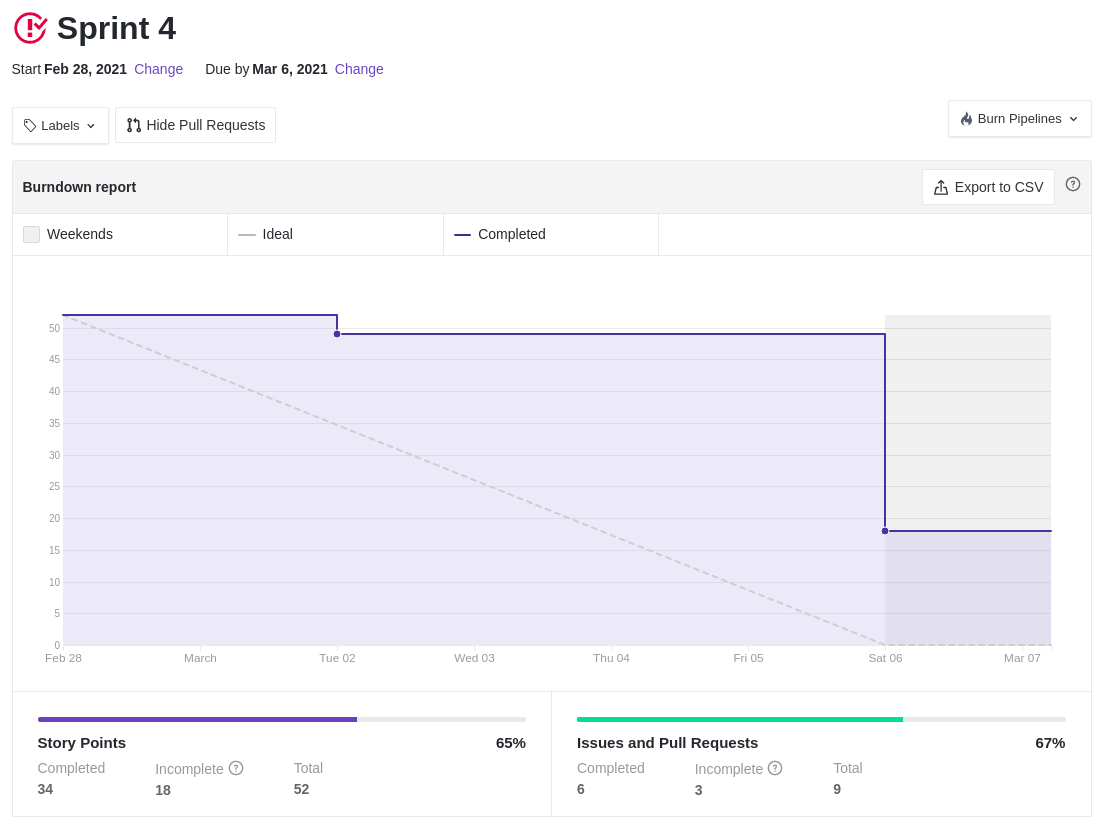 Sprint 4
Start Feb 28, 2021 Change Due by Mar 6, 2021 Change
Labels Hide Pull Requests Burn Pipelines
Burndown report Export to CSV ?
Weekends Ideal Completed
50
45
40
35
30
25
20
15
10
5
0
Feb 28 March Tue 02 Wed 03 Thu 04 Fri 05 Sat 06 Mar 07
Story Points 65%
Completed Incomplete ? Total
34 18 52
Issues and Pull Requests 67%
Completed Incomplete ? Total
6 3 9